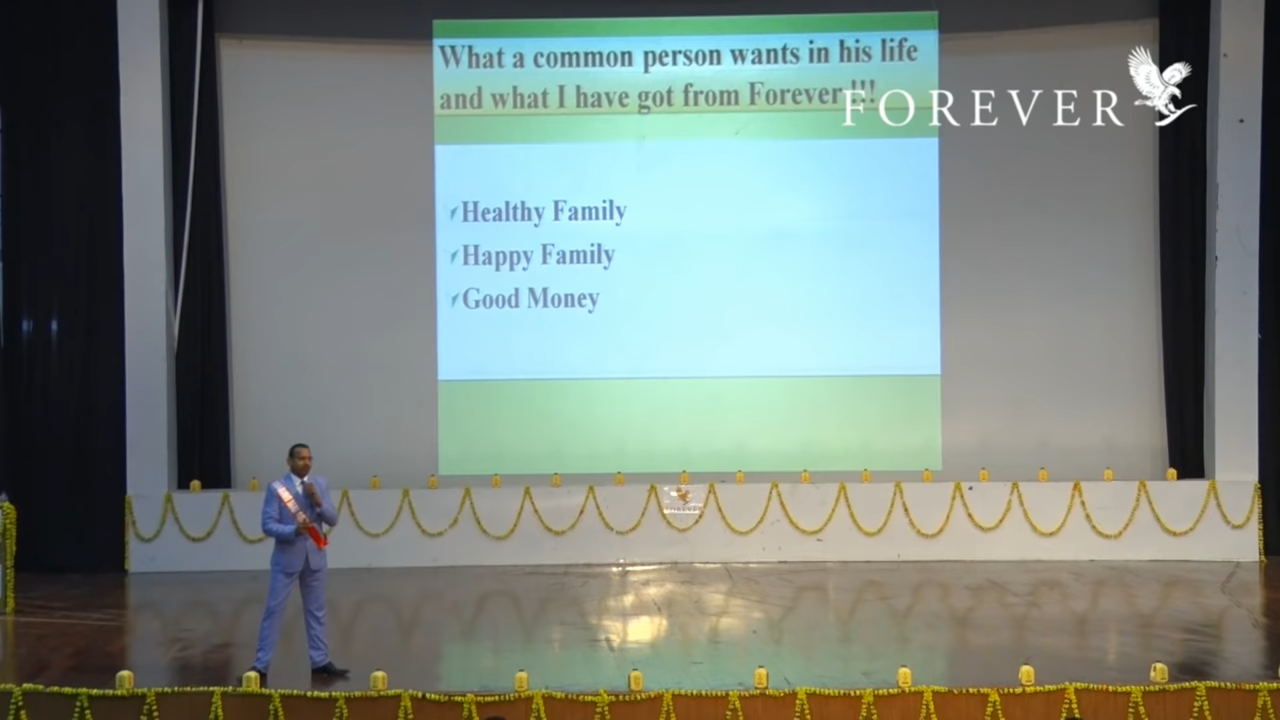 What a common person wants in his life
and what I have got from Forever !!!
FOREVER
Healthy Family
Happy Family
Good Money
FOREVER